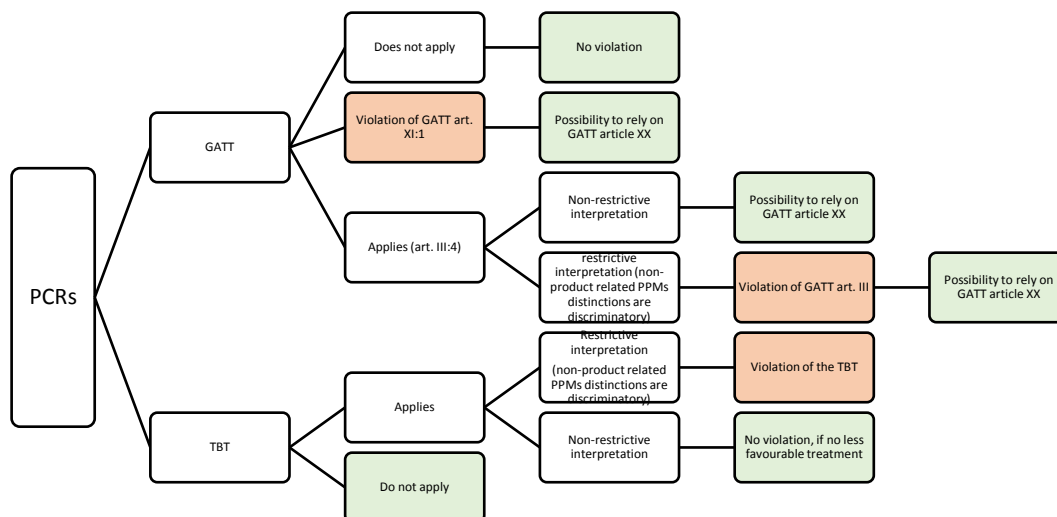 Does not apply
No violation
Violation of GATT art.
XI:1
Possibility to rely on
GATT article XX
GATT
Non-restrictive
interpretation
Possibility to rely on
GATT article XX
Applies (art. III:4)
restrictive
interpretation (non-
product related PPMs
distinctions are
discriminatory)
Violation of GATT art. III
Possibility to rely on
GATT article XX
PCRs
Restrictive
interpretation
(non-product related
PPMs distinctions are
discriminatory)
Violation of the TBT
Applies
TBT
Non-restrictive
interpretation
No violation, if no less
favourable treatment
Do not apply